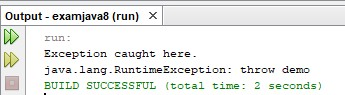 Output - examjava8 (run)
run:
Exception caught here.
java.lang.RuntimeException: throw demo
BUILD SUCCESSFUL (total time: 2 seconds)